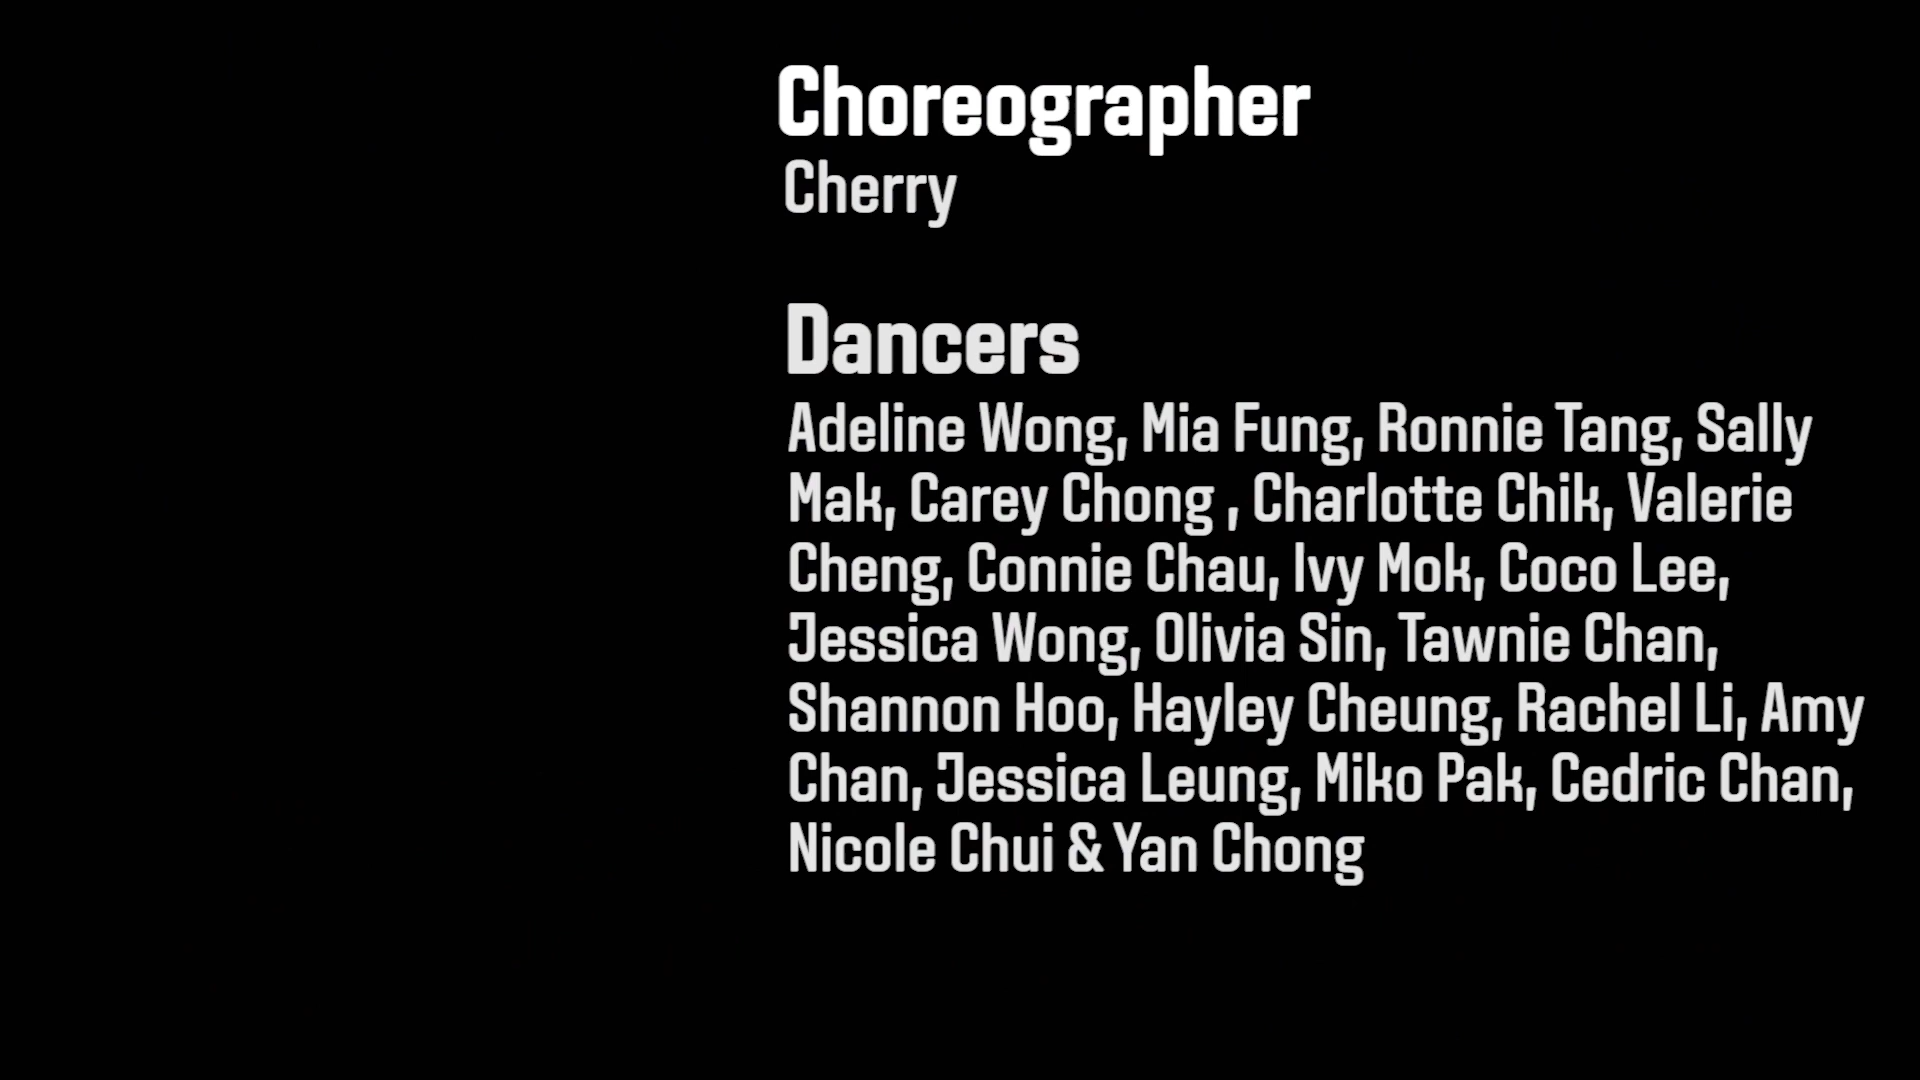 Choreographer
Cherry
Dancers
Adeline Wong, Mia Fung, Ronnie Tang, Sally
Mak, Carey Chong , Charlotte Chik, Valerie
Cheng, Connie Chau, Ivy Mok, Coco Lee,
Jessica Wong, Olivia Sin, Tawnie Chan,
Shannon Hoo, Hayley Cheung, Rachel Li, Amy
Chan, Jessica Leung, Miko Pak, Cedric Chan,
Nicole Chui & Yan Chong